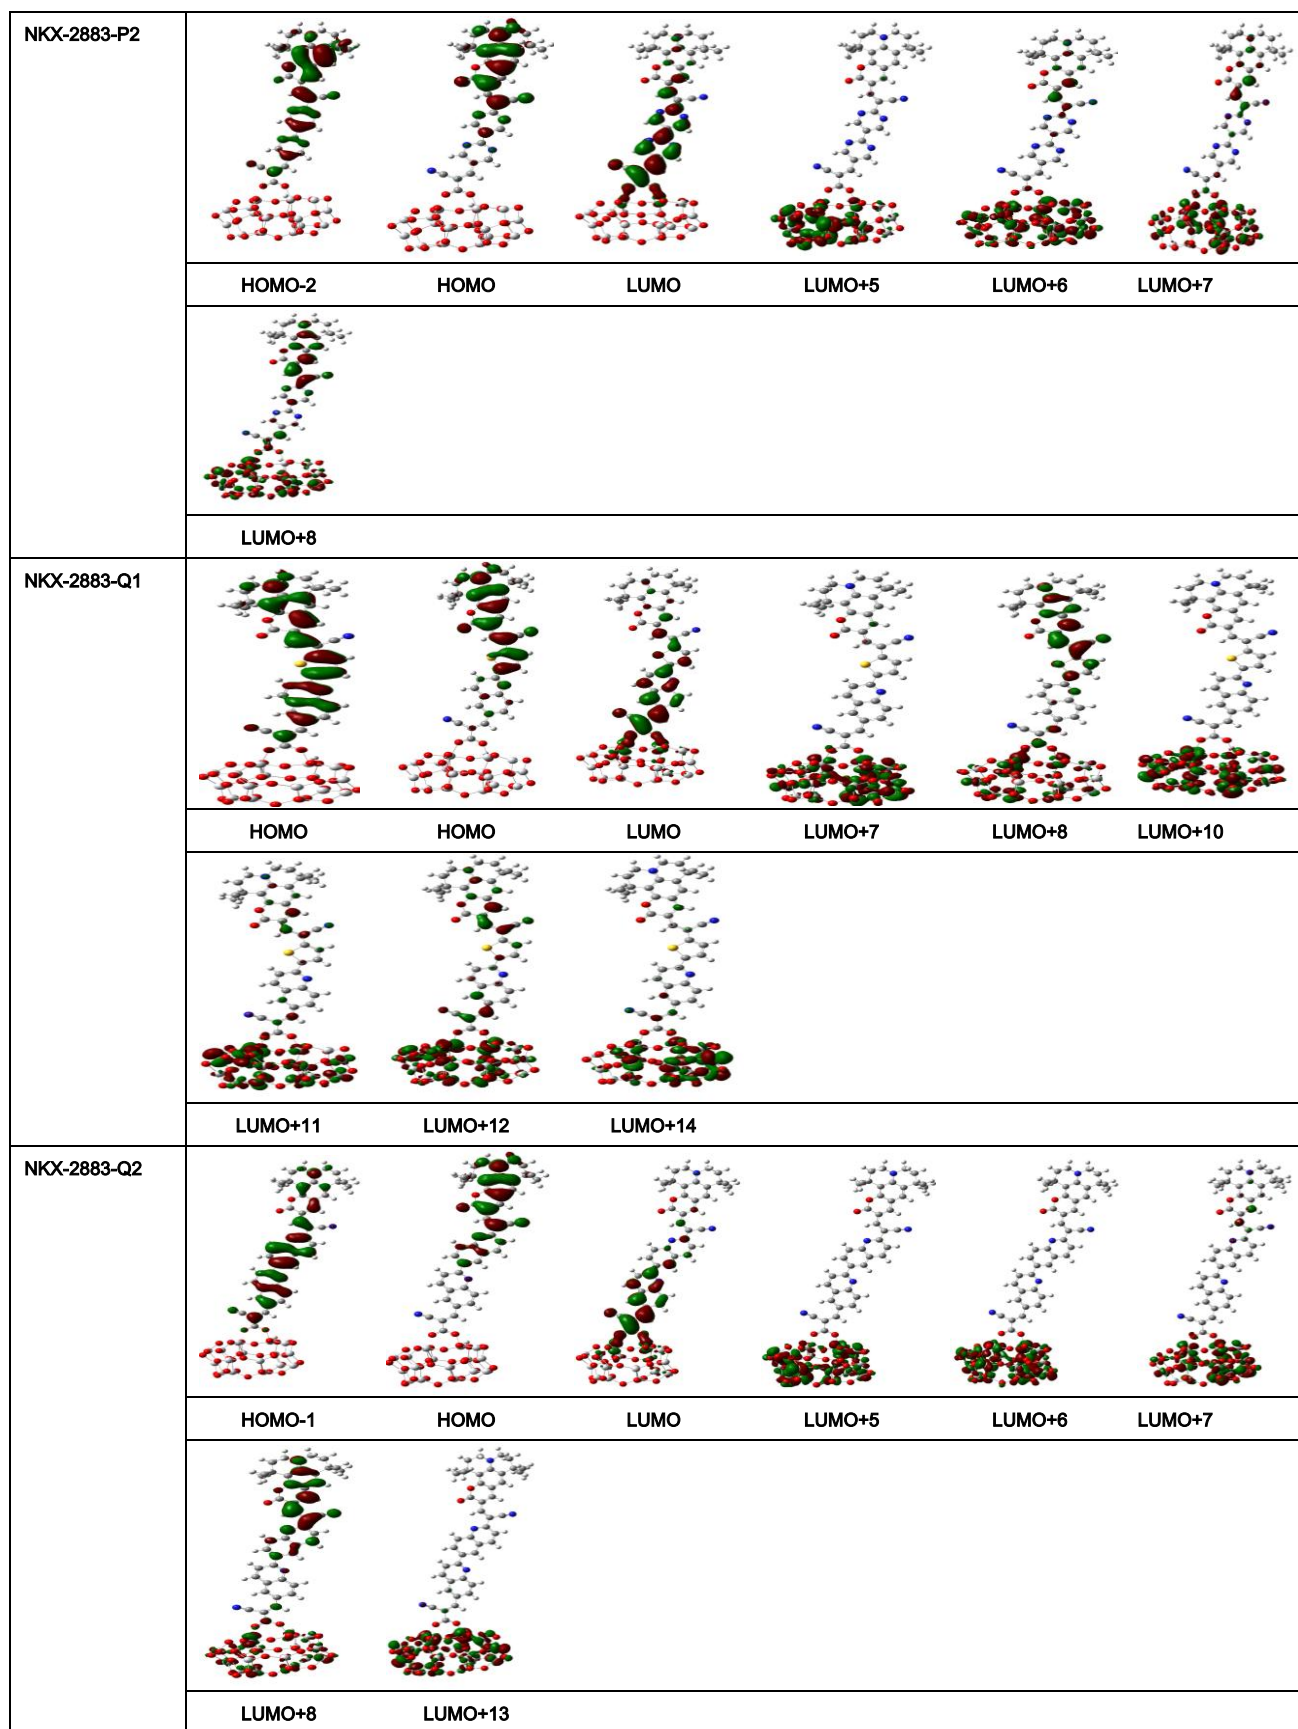 NKX-2883-P2
HOMO-2 HOMO LUMO LUMO+5 LUMO+6 LUMO+7
LUMO+8
NKX-2883-Q1
HOMO HOMO LUMO LUMO+7 LUMO+8 LUMO+10
LUMO+11 LUMO+12 LUMO+14
NKX-2883-Q2
HOMO-1 HOMO LUMO LUMO+5 LUMO+6 LUMO+7
LUMO+8 LUMO+13